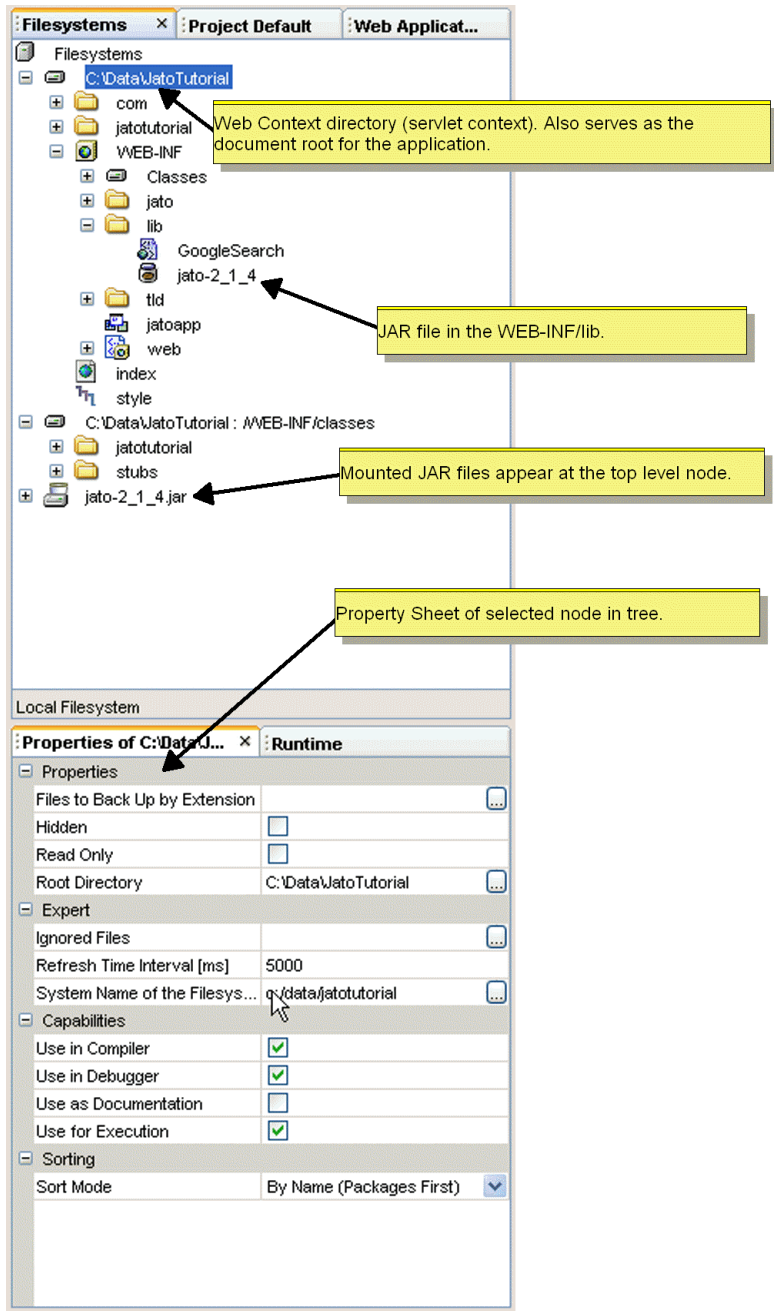 Filesystems
Project Default
Web Applicat...
Filesystems
C:\Data\JatoTutorial
com
Web Context directory (servlet context). Also serves as the
document root for the application.
jatotutorial
WEB-INF
Classes
jato
lib
GoogleSearch
jato-2_1_4
tld
JAR file in the WEB-INF/lib.
jatoapp
web
index
style
C:\Data\JatoTutorial : /WEB-INF/classes
jatotutorial
stubs
Mounted JAR files appear at the top level node.
jato-2_1_4.jar
Property Sheet of selected node in tree.
Local Filesystem
Properties of C:\Data\J...
Runtime
Properties
Files to Back Up by Extension
...
Hidden
Read Only
Root Directory C:\Data\JatoTutorial ...
Expert
Ignored Files ...
Refresh Time Interval [ms] 5000
System Name of the Filesys... c:/data/jatotutorial ...
Capabilities
Use in Compiler
Use in Debugger
Use as Documentation
Use for Execution
Sorting
Sort Mode By Name (Packages First)